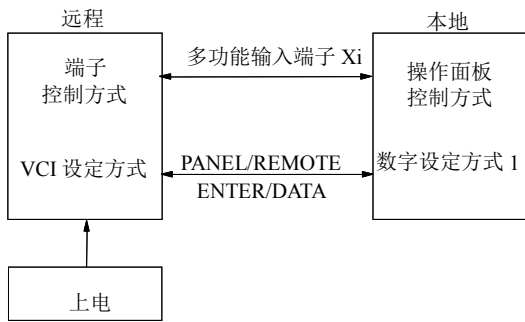 远程
端子
控制方式
VCI 设定方式
多功能输入端子 Xi
PANEL/REMOTE
ENTER/DATA
本地
操作面板
控制方式
数字设定方式 1
上电